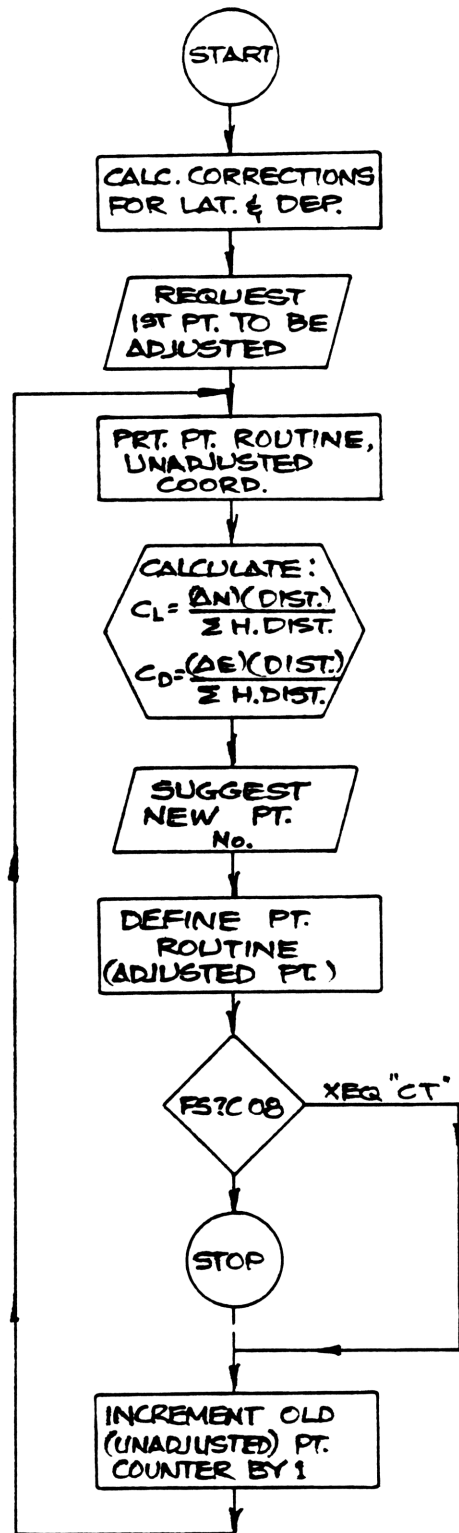 START
CALC. CORRECTIONS
FOR LAT. & DEP.
REQUEST
1ST PT. TO BE
ADJUSTED
PRT. PT. ROUTINE,
UNADJUSTED
COORD.
CALCULATE:
C_L = (ΔN)(DIST.) / Σ H.DIST.
C_D = (ΔE)(DIST.) / Σ H.DIST.
SUGGEST
NEW PT.
No.
DEFINE PT.
ROUTINE
(ADJUSTED PT.)
FS?C 08
XEQ "CT"
STOP
INCREMENT OLD
(UNADJUSTED) PT.
COUNTER BY 1